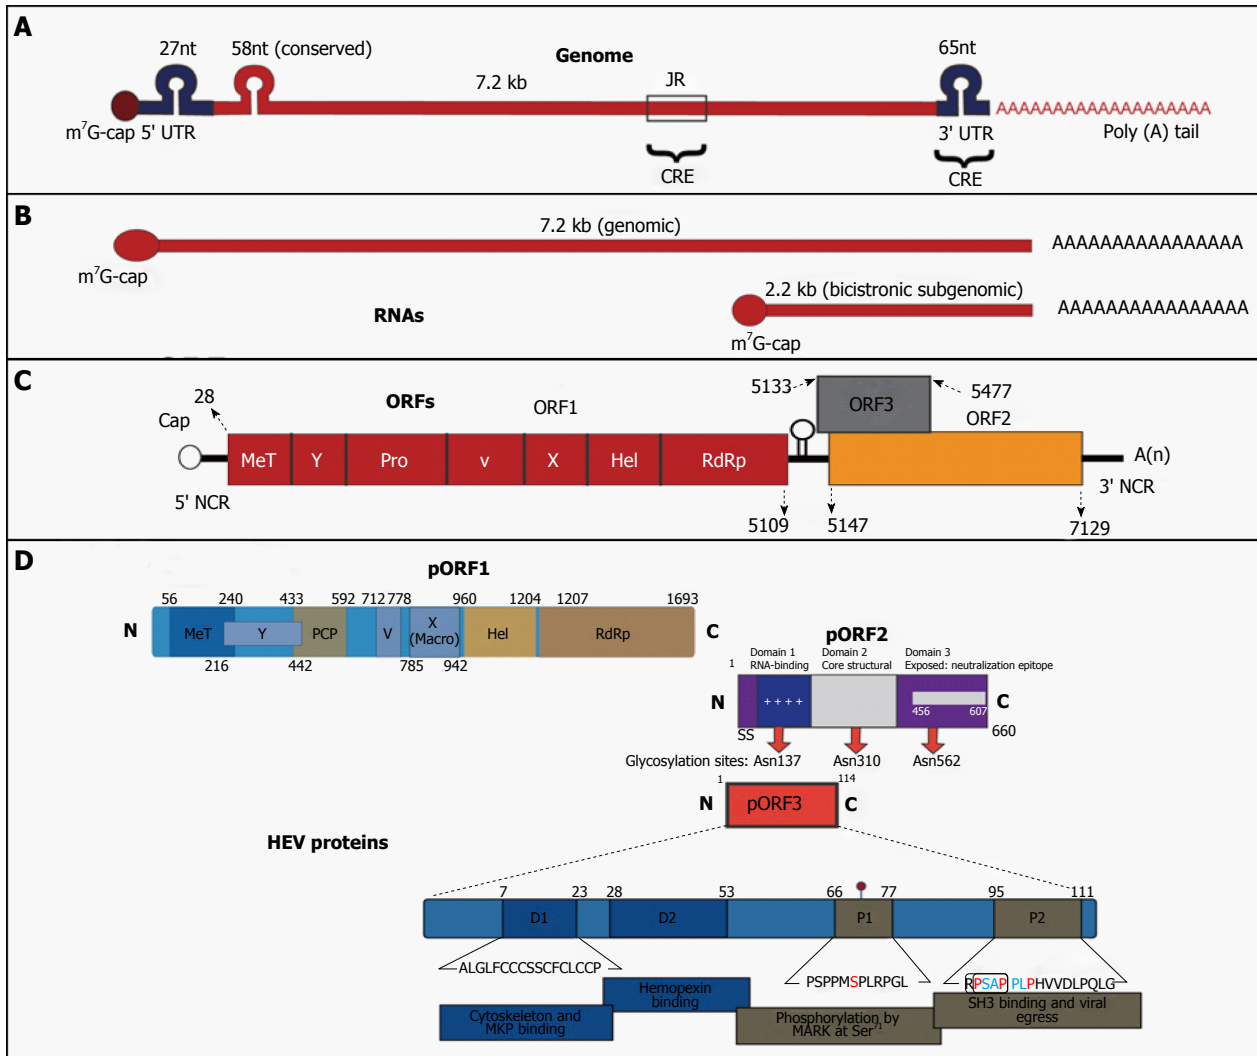 A
27nt
58nt (conserved)
Genome
65nt
7.2 kb
JR
AAAAAAAAAAAAAAAAAA
m7G-cap 5' UTR
3' UTR
Poly (A) tail
CRE
CRE
B
7.2 kb (genomic)
AAAAAAAAAAAAAAAA
m7G-cap
2.2 kb (bicistronic subgenomic)
AAAAAAAAAAAAAAAA
RNAs
m7G-cap
C
28
ORFs
ORF1
5133
5477
ORF3
ORF2
Cap
MeT Y Pro v X Hel RdRp
A(n)
5' NCR
3' NCR
5109
5147
7129
D
pORF1
56 240 433 592 712 778 960 1204 1207 1693
N
MeT Y PCP V X (Macro) Hel RdRp
C
216 442 785 942
pORF2
Domain 1 Domain 2 Domain 3
1
RNA-binding Core structural Exposed: neutralization epitope
N
+ + + +
456 607
C
SS
660
Glycosylation sites: Asn137 Asn310 Asn562
1 114
N
pORF3
C
HEV proteins
7 23 28 53 66 77 95 111
D1 D2 P1 P2
ALGLFCCCSSCFCLCCP
PSPPMSPLRPGL
RPSAP PLPHVVDLPQLG
Hemopexin
binding
Cytoskeleton and
MKP binding
Phosphorylation by
MARK at Ser71
SH3 binding and viral
egress